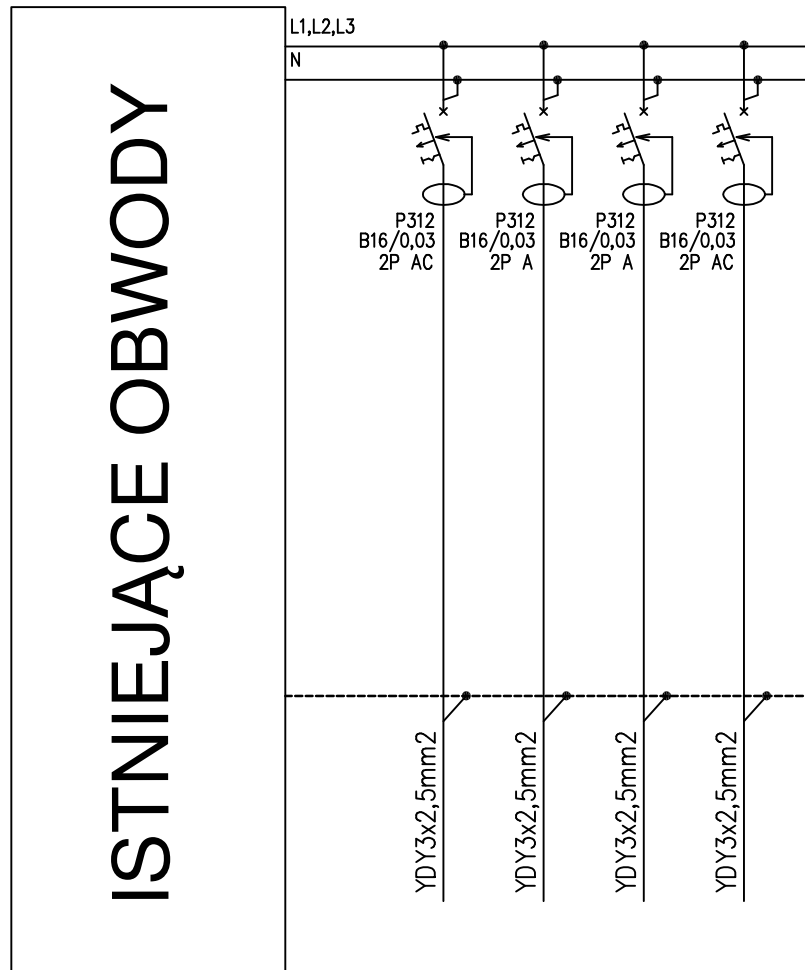 ISTNIEJĄCE OBWODY
L1,L2,L3
N
P312
B16/0,03
2P AC
P312
B16/0,03
2P A
P312
B16/0,03
2P A
P312
B16/0,03
2P AC
YDY3x2,5mm2
YDY3x2,5mm2
YDY3x2,5mm2
YDY3x2,5mm2